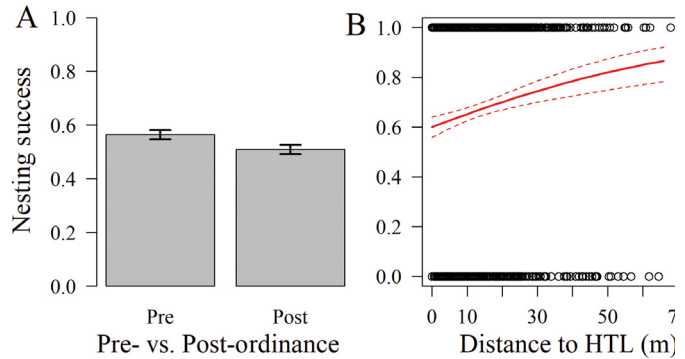 A
B
Nesting success
1.0
0.8
0.6
0.4
0.2
0.0
Pre
Post
Pre- vs. Post-ordinance
1.0
0.8
0.6
0.4
0.2
0.0
0
10
30
50
7
Distance to HTL (m)